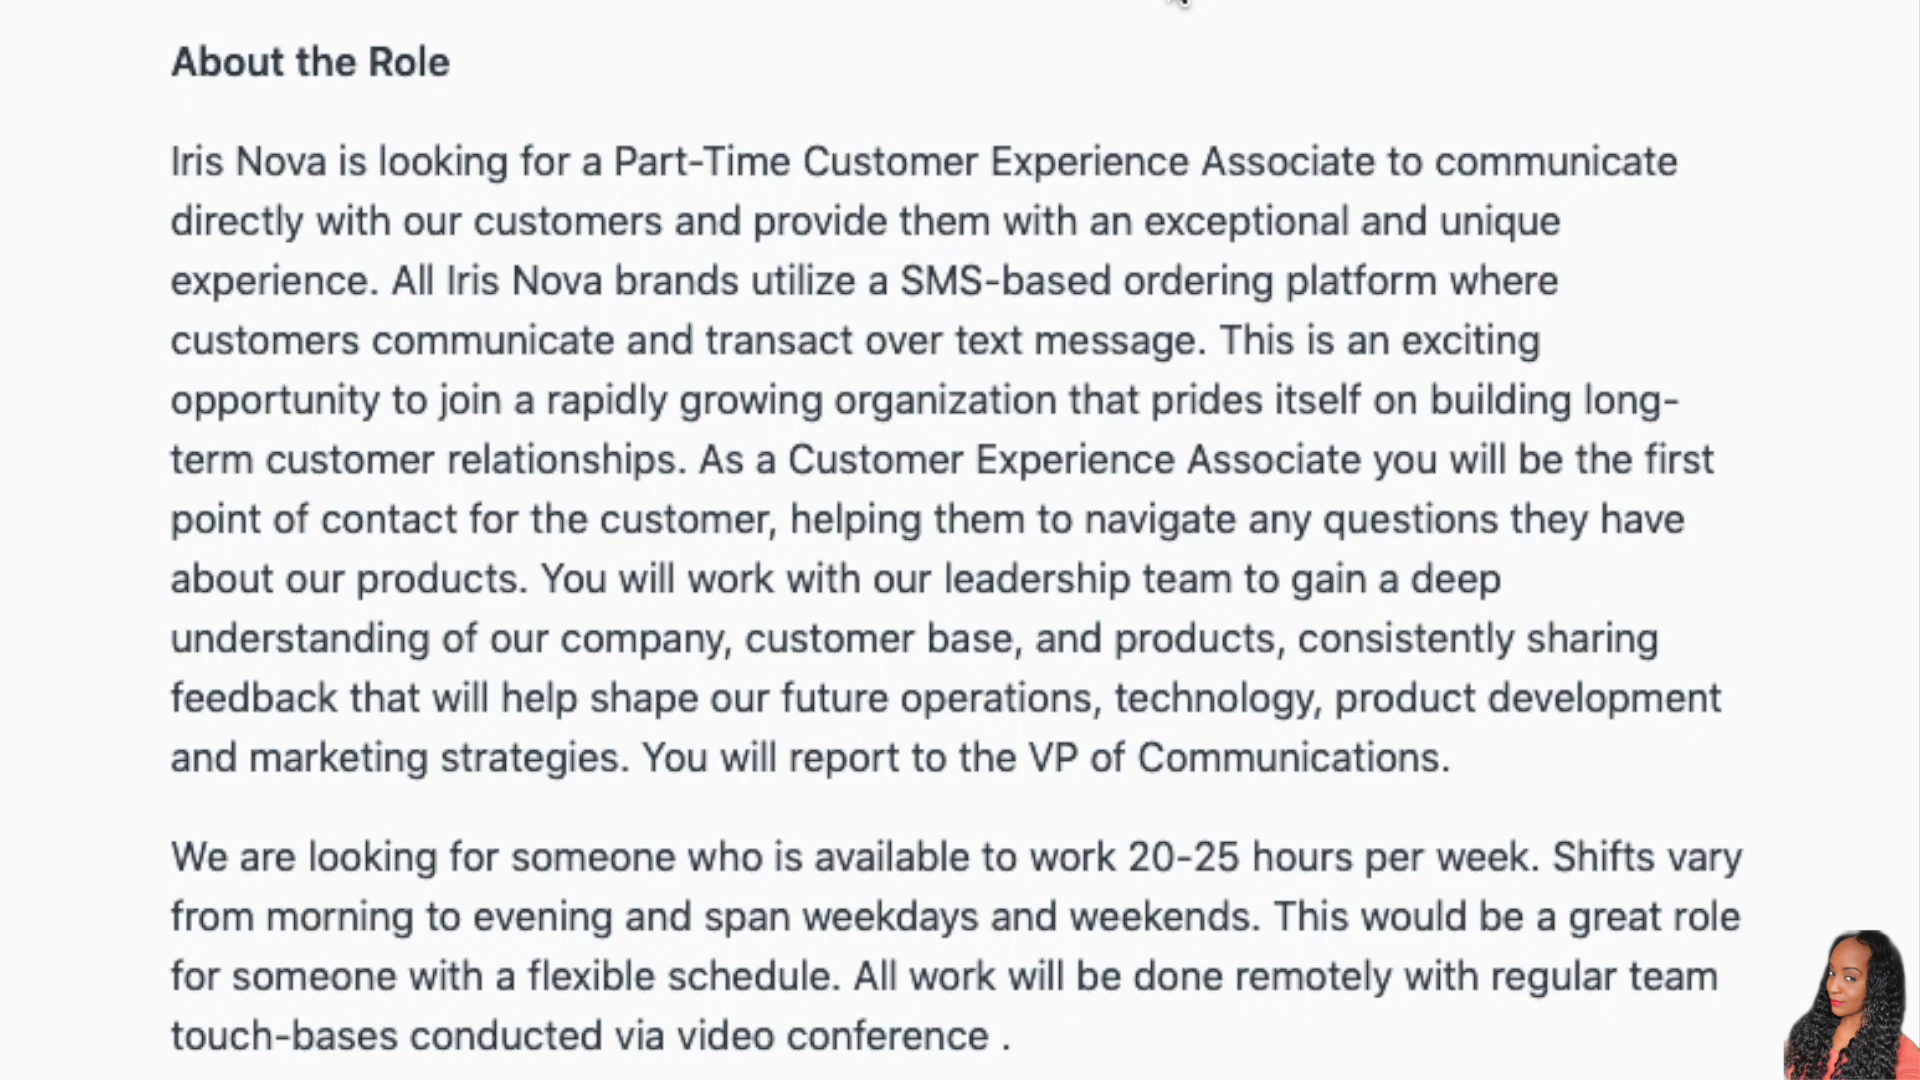 About the Role
Iris Nova is looking for a Part-Time Customer Experience Associate to communicate
directly with our customers and provide them with an exceptional and unique
experience. All Iris Nova brands utilize a SMS-based ordering platform where
customers communicate and transact over text message. This is an exciting
opportunity to join a rapidly growing organization that prides itself on building long-
term customer relationships. As a Customer Experience Associate you will be the first
point of contact for the customer, helping them to navigate any questions they have
about our products. You will work with our leadership team to gain a deep
understanding of our company, customer base, and products, consistently sharing
feedback that will help shape our future operations, technology, product development
and marketing strategies. You will report to the VP of Communications.
We are looking for someone who is available to work 20-25 hours per week. Shifts vary
from morning to evening and span weekdays and weekends. This would be a great role
for someone with a flexible schedule. All work will be done remotely with regular team
touch-bases conducted via video conference .